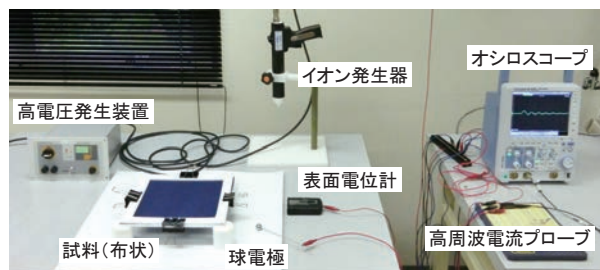 オシロスコープ
イオン発生器
高電圧発生装置
表面電位計
高周波電流プローブ
試料（布状）
球電極